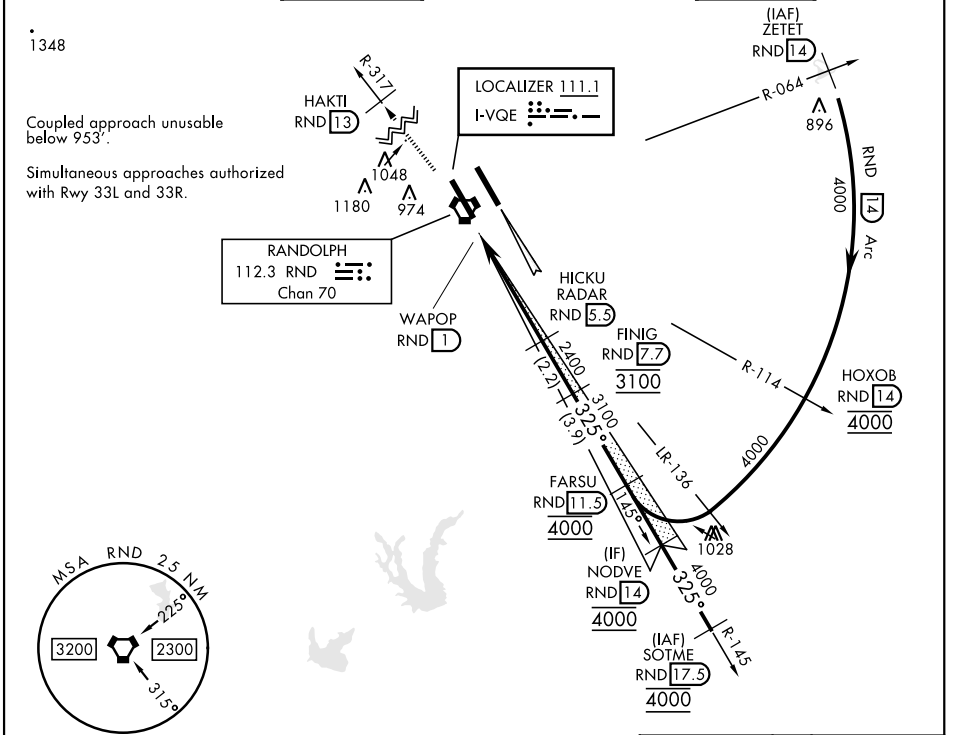 1348
Coupled approach unusable
below 953'.
Simultaneous approaches authorized
with Rwy 33L and 33R.
R-317
HAKTI
RND 13
1048
1180
974
LOCALIZER 111.1
I-VQE
(IAF)
ZETET
RND 14
R-064
896
RND
14
Arc
4000
RANDOLPH
112.3 RND
Chan 70
WAPOP
RND 1
HICKU
RADAR
RND 5.5
FINIG
RND 7.7
3100
2400
(2.2)
3100
(3.9)
325°
R-114
HOXOB
RND 14
4000
4000
LR-136
FARSU
RND 11.5
4000
145°
1028
(IF)
NODVE
RND 14
4000
4000
325°
(IAF)
SOTME
RND 17.5
4000
R-145
MSA RND 25 NM
225°
3200
2300
315°